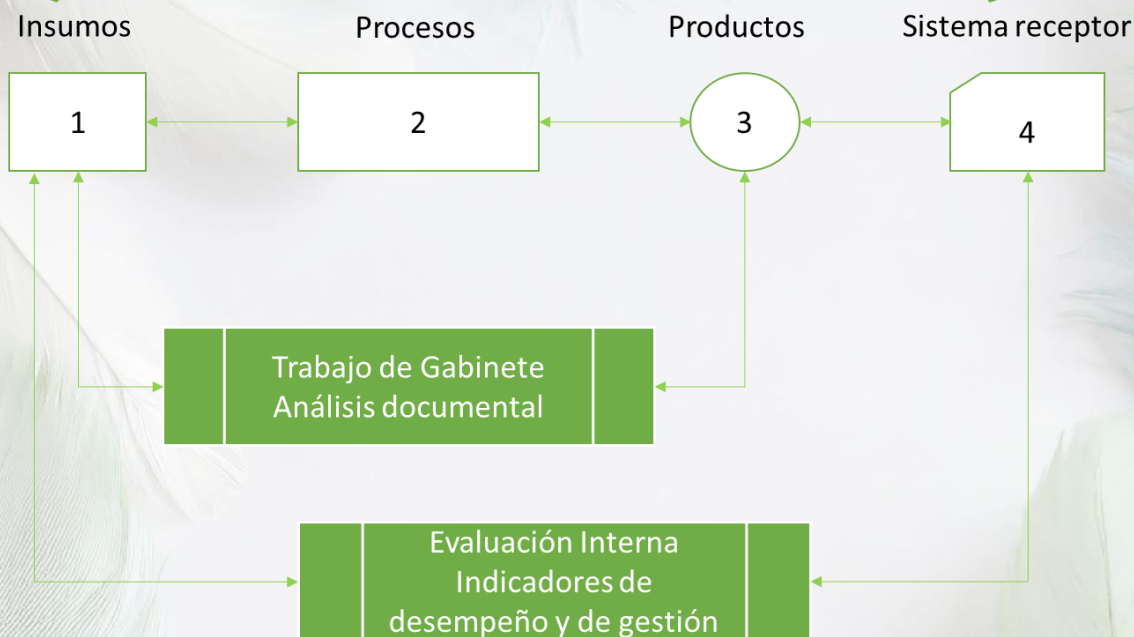 Insumos
Procesos
Productos
Sistema receptor
1
2
3
4
Trabajo de Gabinete
Análisis documental
Evaluación Interna
Indicadores de
desempeño y de gestión